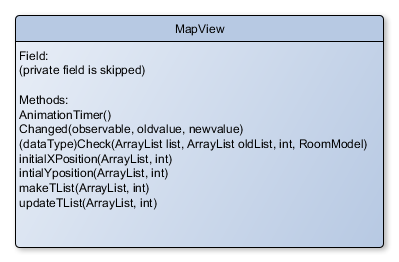 MapView
Field:
(private field is skipped)
Methods:
AnimationTimer()
Changed(observable, oldvalue, newvalue)
(dataType)Check(ArrayList list, ArrayList oldList, int, RoomModel)
initialXPosition(ArrayList, int)
intialYposition(ArrayList, int)
makeTList(ArrayList, int)
updateTList(ArrayList, int)